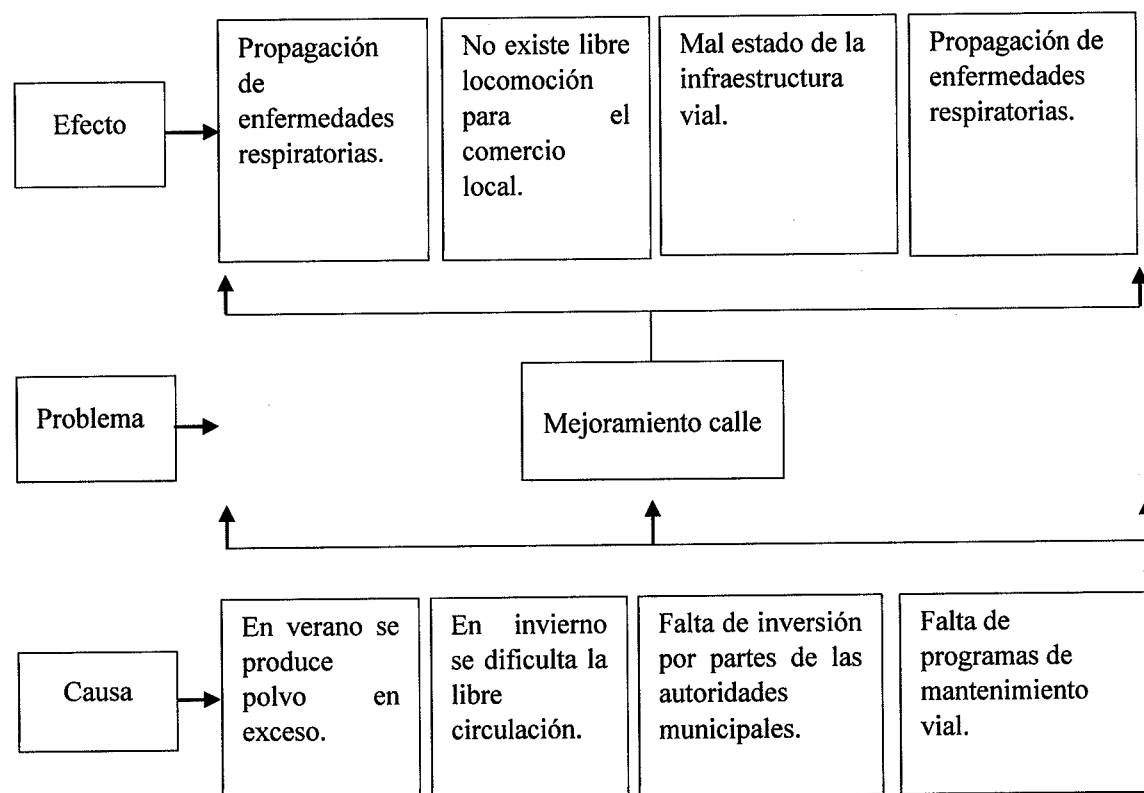 Efecto
Propagación
de
enfermedades
respiratorias.
No existe libre
locomoción
para el
comercio
local.
Mal estado de la
infraestructura
vial.
Propagación de
enfermedades
respiratorias.
Problema
Mejoramiento calle
Causa
En verano se
produce
polvo en
exceso.
En invierno
se dificulta la
libre
circulación.
Falta de inversión
por partes de las
autoridades
municipales.
Falta de
programas de
mantenimiento
vial.